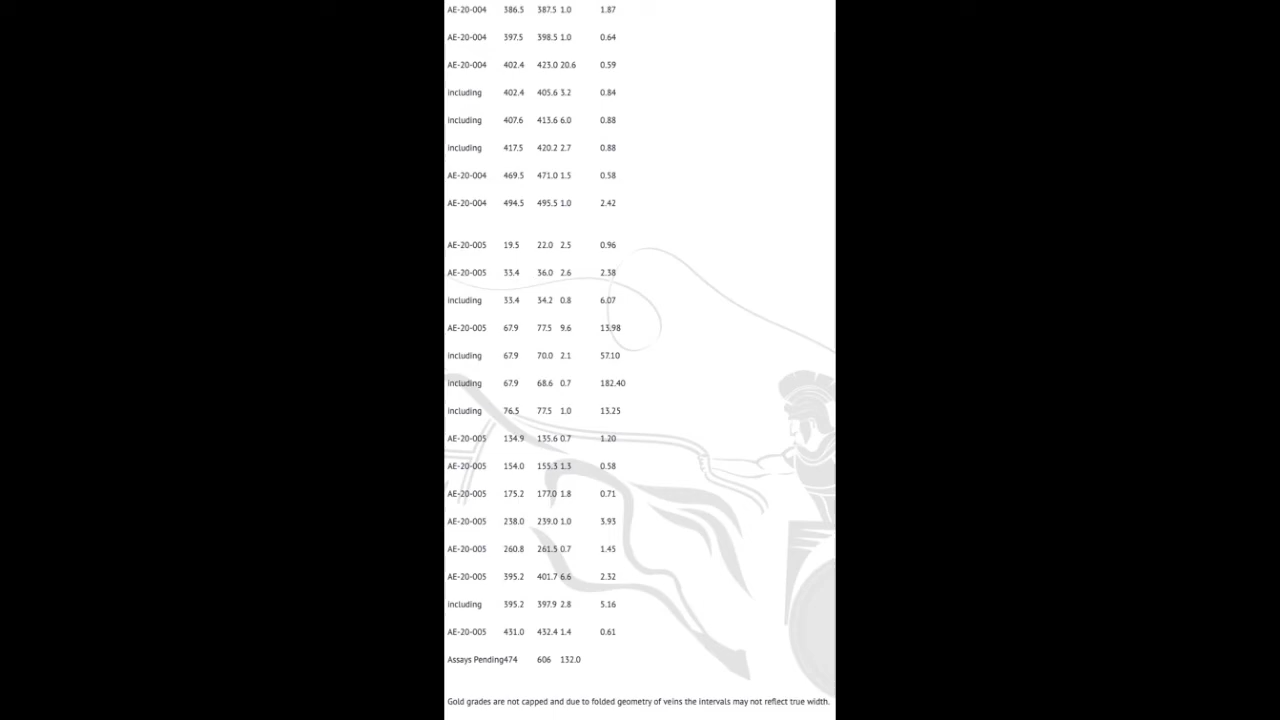 AE-20-004 386.5 387.5 1.0 1.87
AE-20-004 397.5 398.5 1.0 0.64
AE-20-004 402.4 423.0 20.6 0.59
including 402.4 405.6 3.2 0.84
including 407.6 413.6 6.0 0.88
including 417.5 420.2 2.7 0.88
AE-20-004 469.5 471.0 1.5 0.58
AE-20-004 494.5 495.5 1.0 2.42
AE-20-005 19.5 22.0 2.5 0.96
AE-20-005 33.4 36.0 2.6 2.38
including 33.4 34.2 0.8 6.07
AE-20-005 67.9 77.5 9.6 13.98
including 67.9 70.0 2.1 57.10
including 67.9 68.6 0.7 182.40
including 76.5 77.5 1.0 13.25
AE-20-005 134.9 135.6 0.7 1.20
AE-20-005 154.0 155.3 1.3 0.58
AE-20-005 175.2 177.0 1.8 0.71
AE-20-005 238.0 239.0 1.0 3.93
AE-20-005 260.8 261.5 0.7 1.45
AE-20-005 395.2 401.7 6.6 2.32
including 395.2 397.9 2.8 5.16
AE-20-005 431.0 432.4 1.4 0.61
Assays Pending 474 606 132.0
Gold grades are not capped and due to folded geometry of veins the intervals may not reflect true width.